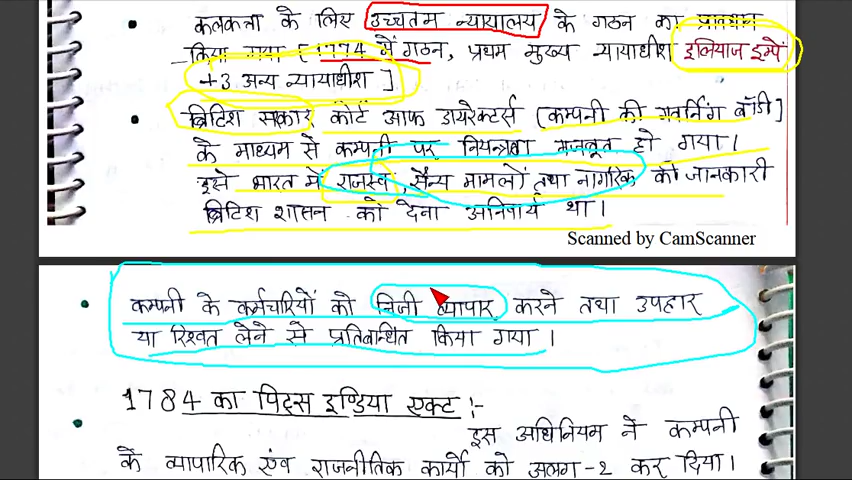 कलकत्ता के लिए उच्चतम न्यायालय के गठन का प्रावधान
किया गया [1774 में गठन, प्रथम मुख्य न्यायाधीश इलियाज इम्पे
+3 अन्य न्यायाधीश]
ब्रिटिश सरकार कोर्ट आफ डायरेक्टर्स [कम्पनी की गवर्निंग बॉडी]
के माध्यम से कम्पनी पर नियन्त्रण मजबूत हो गया।
इसे भारत में राजस्व, सैन्य मामलों तथा नागरिक की जानकारी
ब्रिटिश शासन को देना अनिवार्य था।
Scanned by CamScanner
कम्पनी के कर्मचारियों को निजी व्यापार करने तथा उपहार
या रिश्वत लेने से प्रतिबन्धित किया गया।
1784 का पिट्स इण्डिया एक्ट :-
इस अधिनियम ने कम्पनी
के व्यापारिक एंव राजनीतिक कार्यो को अलग-2 कर दिया।